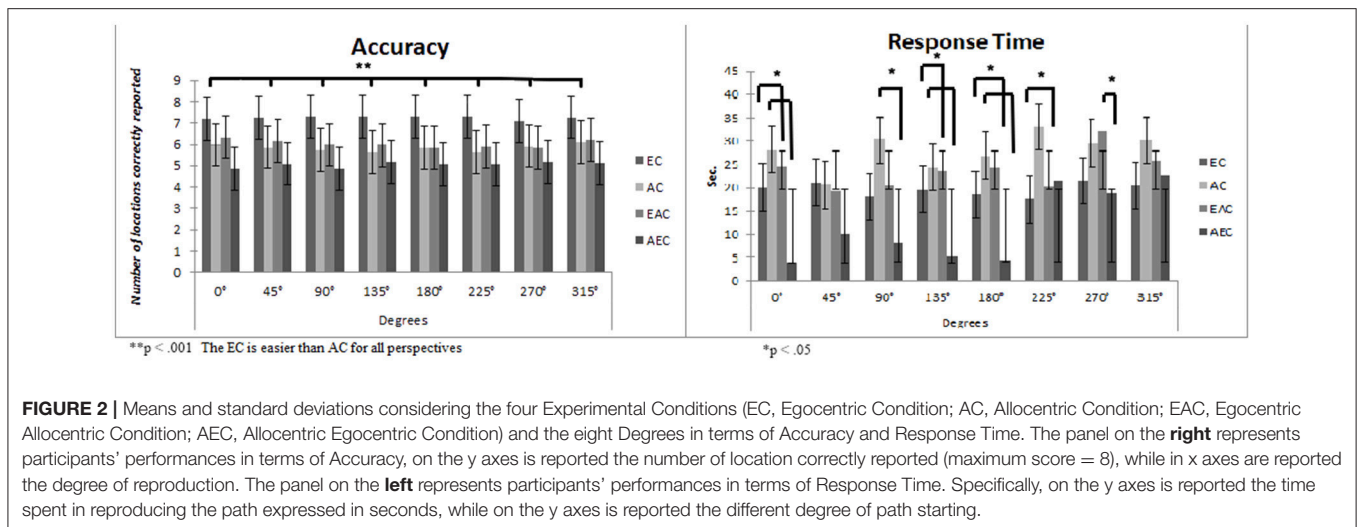 Accuracy
Number of locations correctly reported
**
9
8
7
6
5
4
3
2
1
0
0° 45° 90° 135° 180° 225° 270° 315°
Degrees
EC
AC
EAC
AEC
**p < .001 The EC is easier than AC for all perspectives
Response Time
Sec.
45
40
35
30
25
20
15
10
5
0
* * * * * *
0° 45° 90° 135° 180° 225° 270° 315°
Degrees
EC
AC
EAC
AEC
*p < .05
FIGURE 2 | Means and standard deviations considering the four Experimental Conditions (EC, Egocentric Condition; AC, Allocentric Condition; EAC, Egocentric
Allocentric Condition; AEC, Allocentric Egocentric Condition) and the eight Degrees in terms of Accuracy and Response Time. The panel on the right represents
participants' performances in terms of Accuracy, on the y axes is reported the number of location correctly reported (maximum score = 8), while in x axes are reported
the degree of reproduction. The panel on the left represents participants' performances in terms of Response Time. Specifically, on the y axes is reported the time
spent in reproducing the path expressed in seconds, while on the y axes is reported the different degree of path starting.